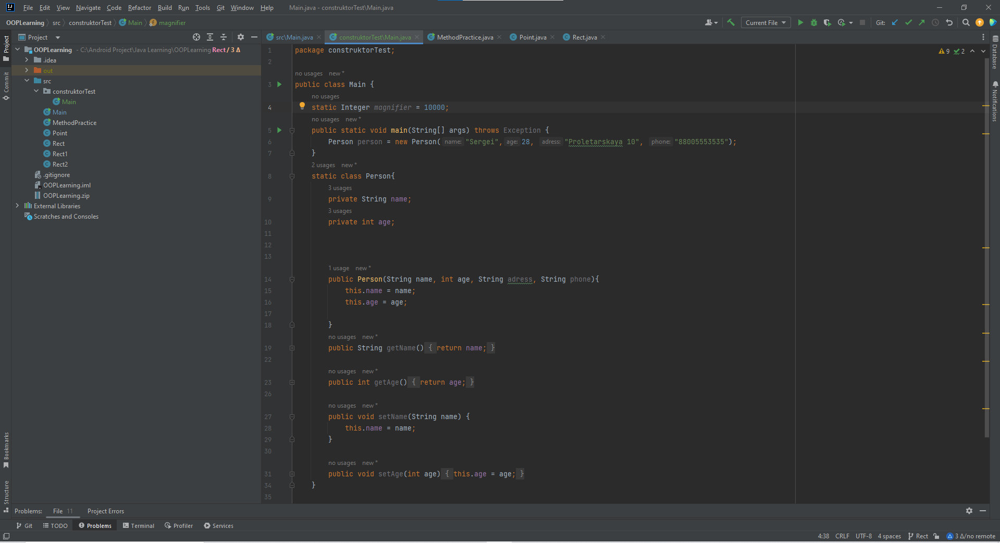 File Edit View Navigate Code Refactor Build Run Tools Git Window Help Main.java - construktorTest\Main.java
OOPLearning src construktorTest Main magnifier Current File Git:
Project
src\Main.java construktorTest\Main.java MethodPractice.java Point.java Rect.java
Project
Commit
Bookmarks
Structure
OOPLearning - C:\Android Project\Java Learning\OOPLearning Rect / 3 Δ
.idea
out
src
construktorTest
Main
Main
MethodPractice
Point
Rect
Rect1
Rect2
.gitignore
OOPLearning.iml
OOPLearning.zip
External Libraries
Scratches and Consoles
9 2
1 package construktorTest;
2
no usages new *
3 public class Main {
no usages
4 static Integer magnifier = 10000;
no usages new *
5 public static void main(String[] args) throws Exception {
6 Person person = new Person( name: "Sergei", age: 28, adress: "Proletarskaya 10", phone: "88005553535");
7 }
2 usages new *
8 static class Person{
3 usages
9 private String name;
3 usages
10 private int age;
11
12
13
1 usage new *
14 public Person(String name, int age, String adress, String phone){
15 this.name = name;
16 this.age = age;
17
18 }
no usages new *
19 public String getName() { return name; }
22
no usages new *
23 public int getAge() { return age; }
26
no usages new *
27 public void setName(String name) {
28 this.name = name;
29 }
30
no usages new *
31 public void setAge(int age) { this.age = age; }
34 }
35
Database
Notifications
Problems: File 11 Project Errors
Git TODO Problems Terminal Profiler Services
4:38 CRLF UTF-8 4 spaces Rect 3 Δ/no remote